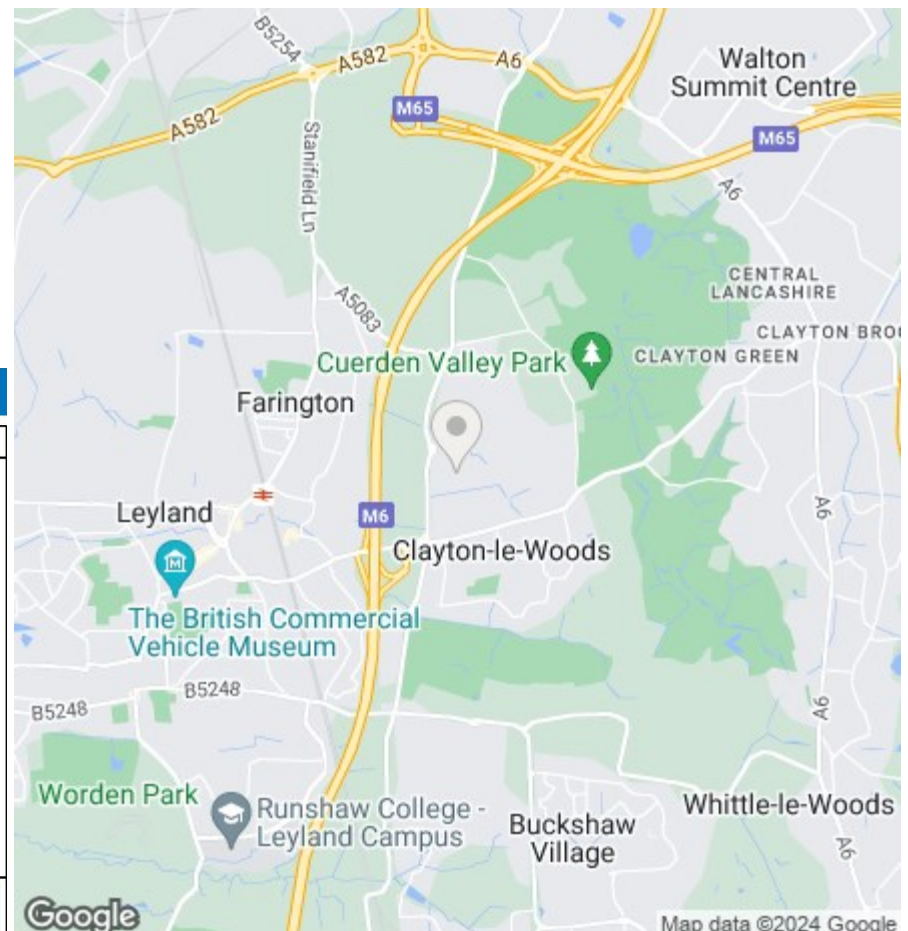 B5254
A582
A6
Walton
Summit Centre
M65
A582
M65
Stanifield Ln
A6
CENTRAL
LANCASHIRE
A5083
CLAYTON BROO
Cuerden Valley Park
CLAYTON GREEN
Farington
Leyland
M6
A6
Clayton-le-Woods
The British Commercial
Vehicle Museum
B5248
B5248
A6
Worden Park
Runshaw College -
Leyland Campus
Buckshaw
Village
Whittle-le-Woods
A6
Google
Map data ©2024 Google